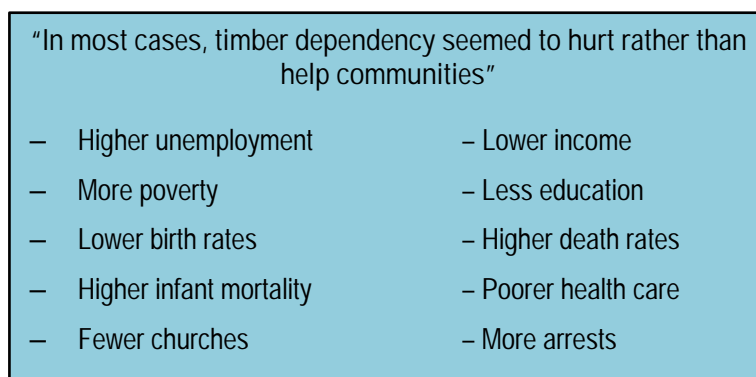 “In most cases, timber dependency seemed to hurt rather than
help communities”
– Higher unemployment – Lower income
– More poverty – Less education
– Lower birth rates – Higher death rates
– Higher infant mortality – Poorer health care
– Fewer churches – More arrests